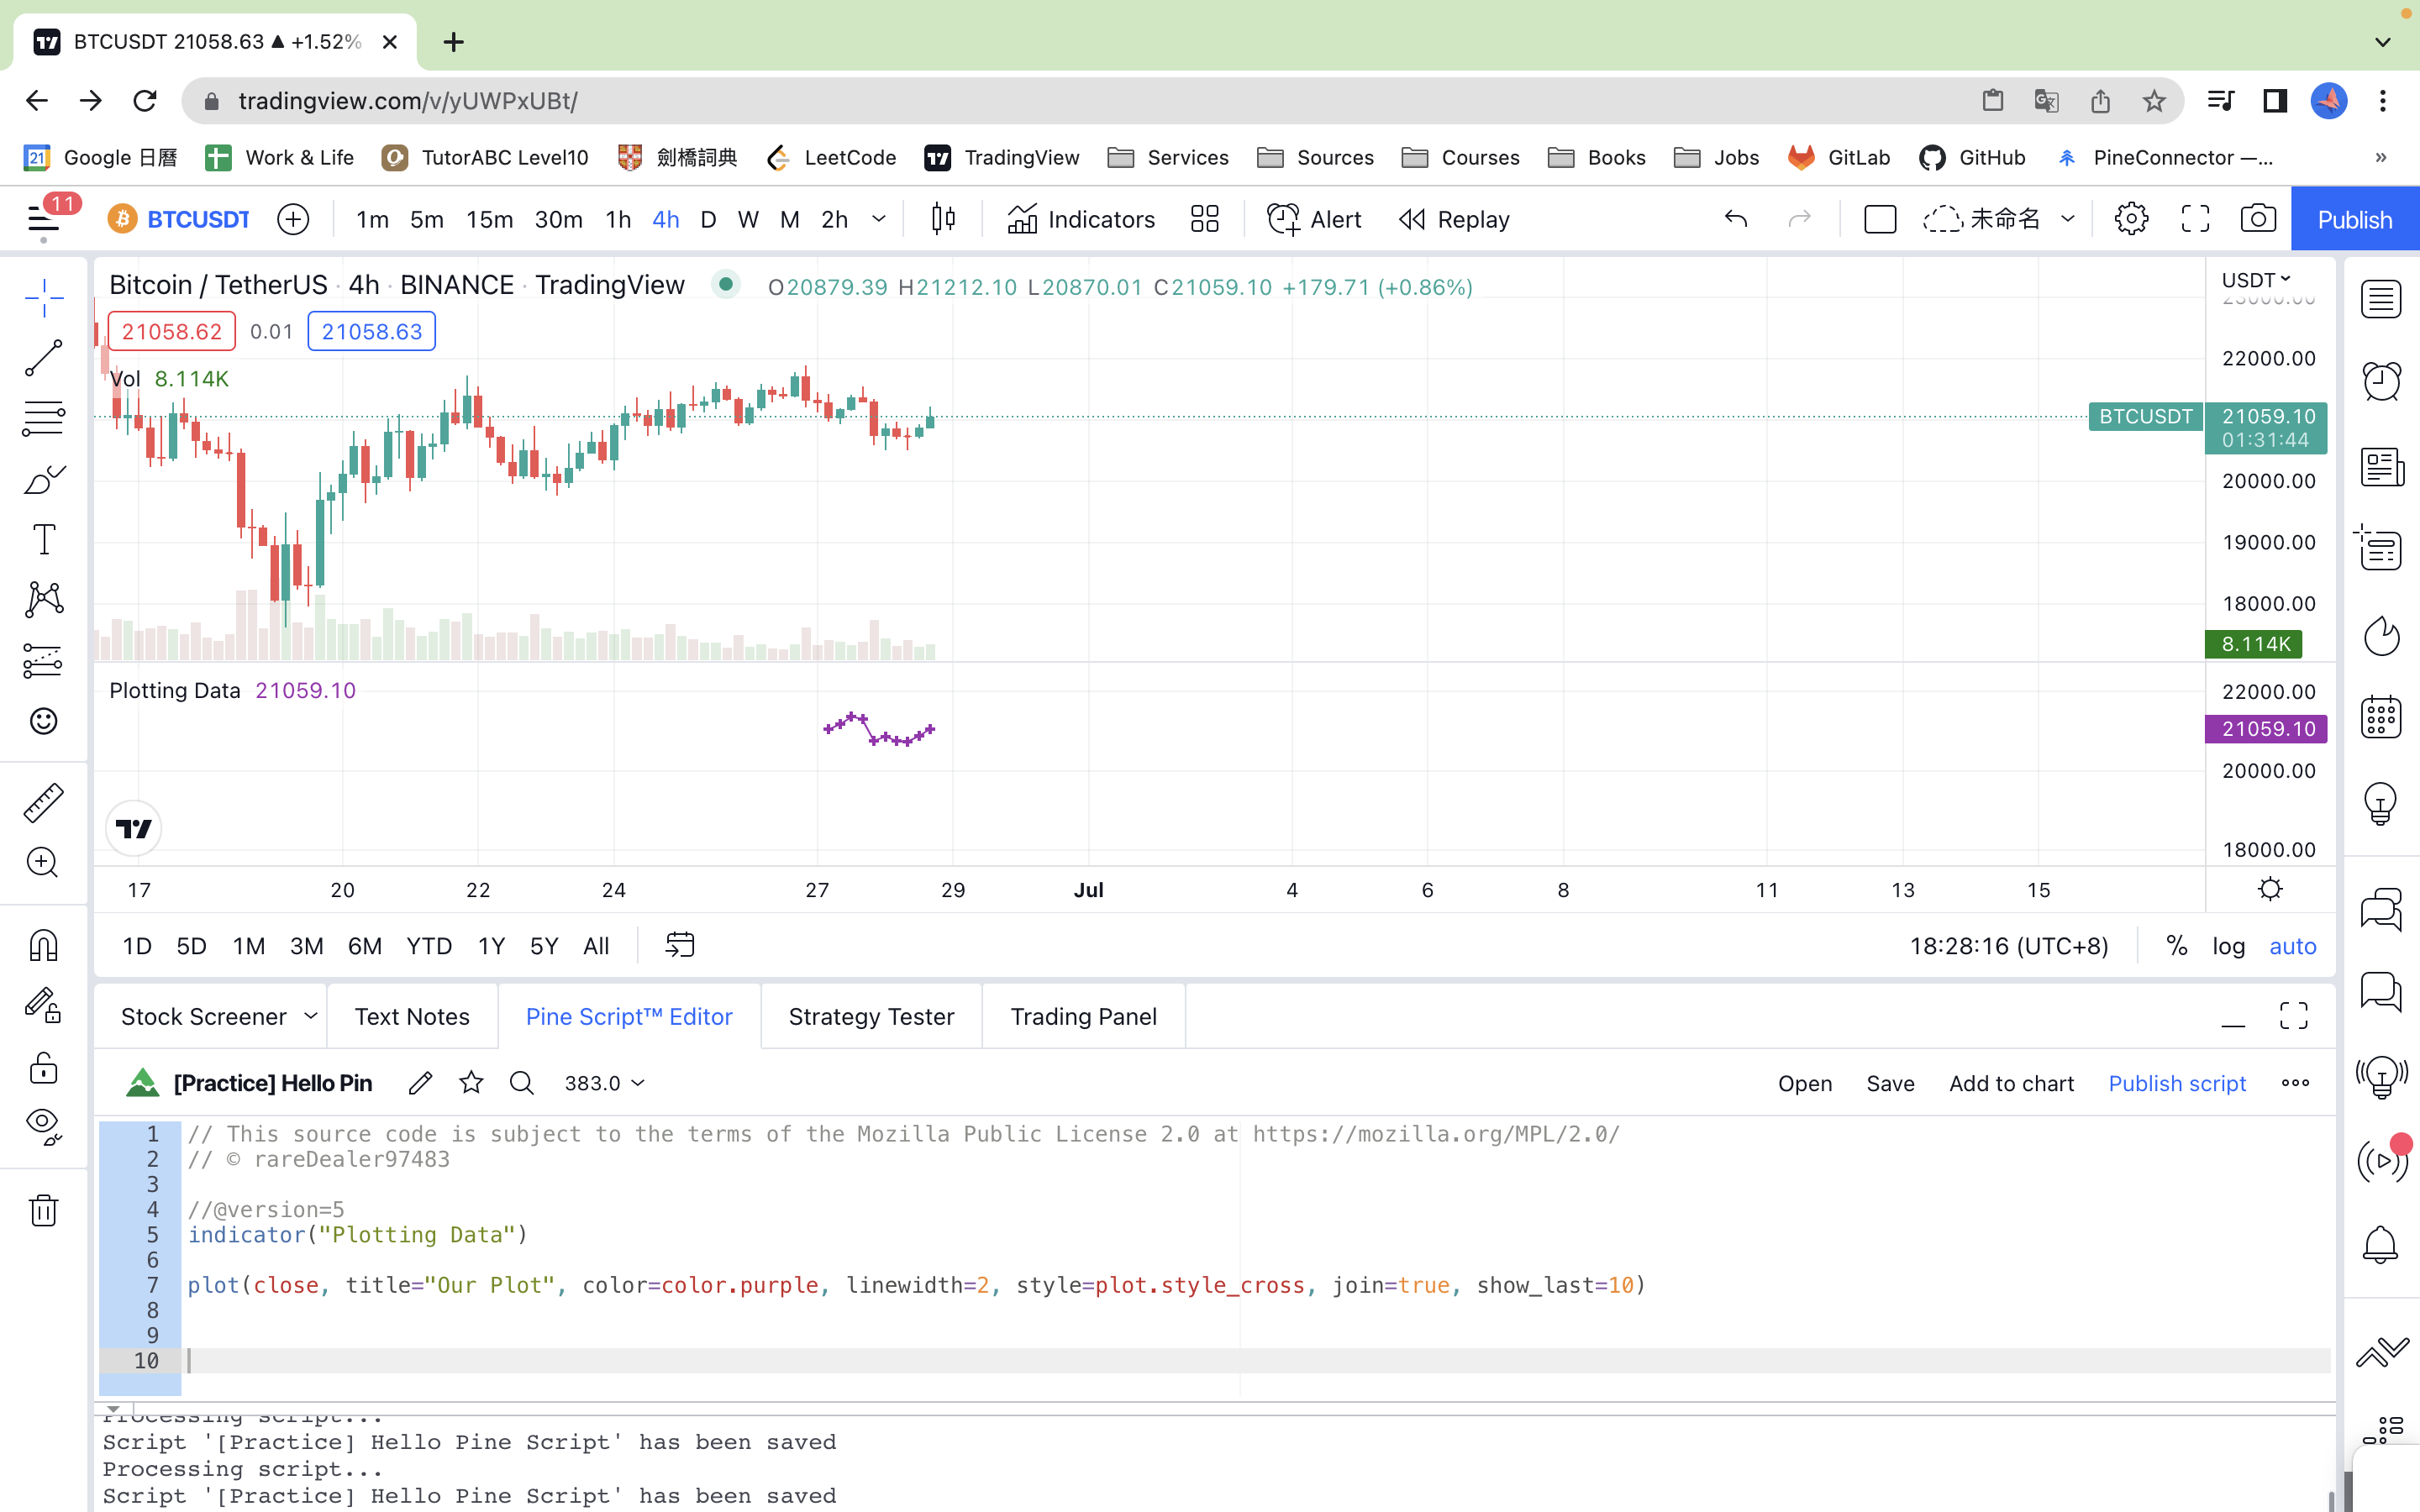 BTCUSDT 21058.63 ▲ +1.52%
tradingview.com/v/yUWPxUBt/
21 Google 日曆 Work & Life TutorABC Level10 劍橋詞典 LeetCode TradingView Services Sources Courses Books Jobs GitLab GitHub PineConnector —... »
11 BTCUSDT 1m 5m 15m 30m 1h 4h D W M 2h Indicators Alert Replay 未命名 Publish
Bitcoin / TetherUS · 4h · BINANCE · TradingView O20879.39 H21212.10 L20870.01 C21059.10 +179.71 (+0.86%) USDT
23000.00
21058.62 0.01 21058.63
22000.00
Vol 8.114K
BTCUSDT 21059.10
01:31:44
20000.00
19000.00
18000.00
8.114K
Plotting Data 21059.10 22000.00
21059.10
20000.00
18000.00
17 20 22 24 27 29 Jul 4 6 8 11 13 15
1D 5D 1M 3M 6M YTD 1Y 5Y All 18:28:16 (UTC+8) % log auto
Stock Screener Text Notes Pine Script™ Editor Strategy Tester Trading Panel
[Practice] Hello Pin 383.0 Open Save Add to chart Publish script
1 // This source code is subject to the terms of the Mozilla Public License 2.0 at https://mozilla.org/MPL/2.0/
2 // © rareDealer97483
3
4 //@version=5
5 indicator("Plotting Data")
6
7 plot(close, title="Our Plot", color=color.purple, linewidth=2, style=plot.style_cross, join=true, show_last=10)
8
9
10
Processing script...
Script '[Practice] Hello Pine Script' has been saved
Processing script...
Script '[Practice] Hello Pine Script' has been saved